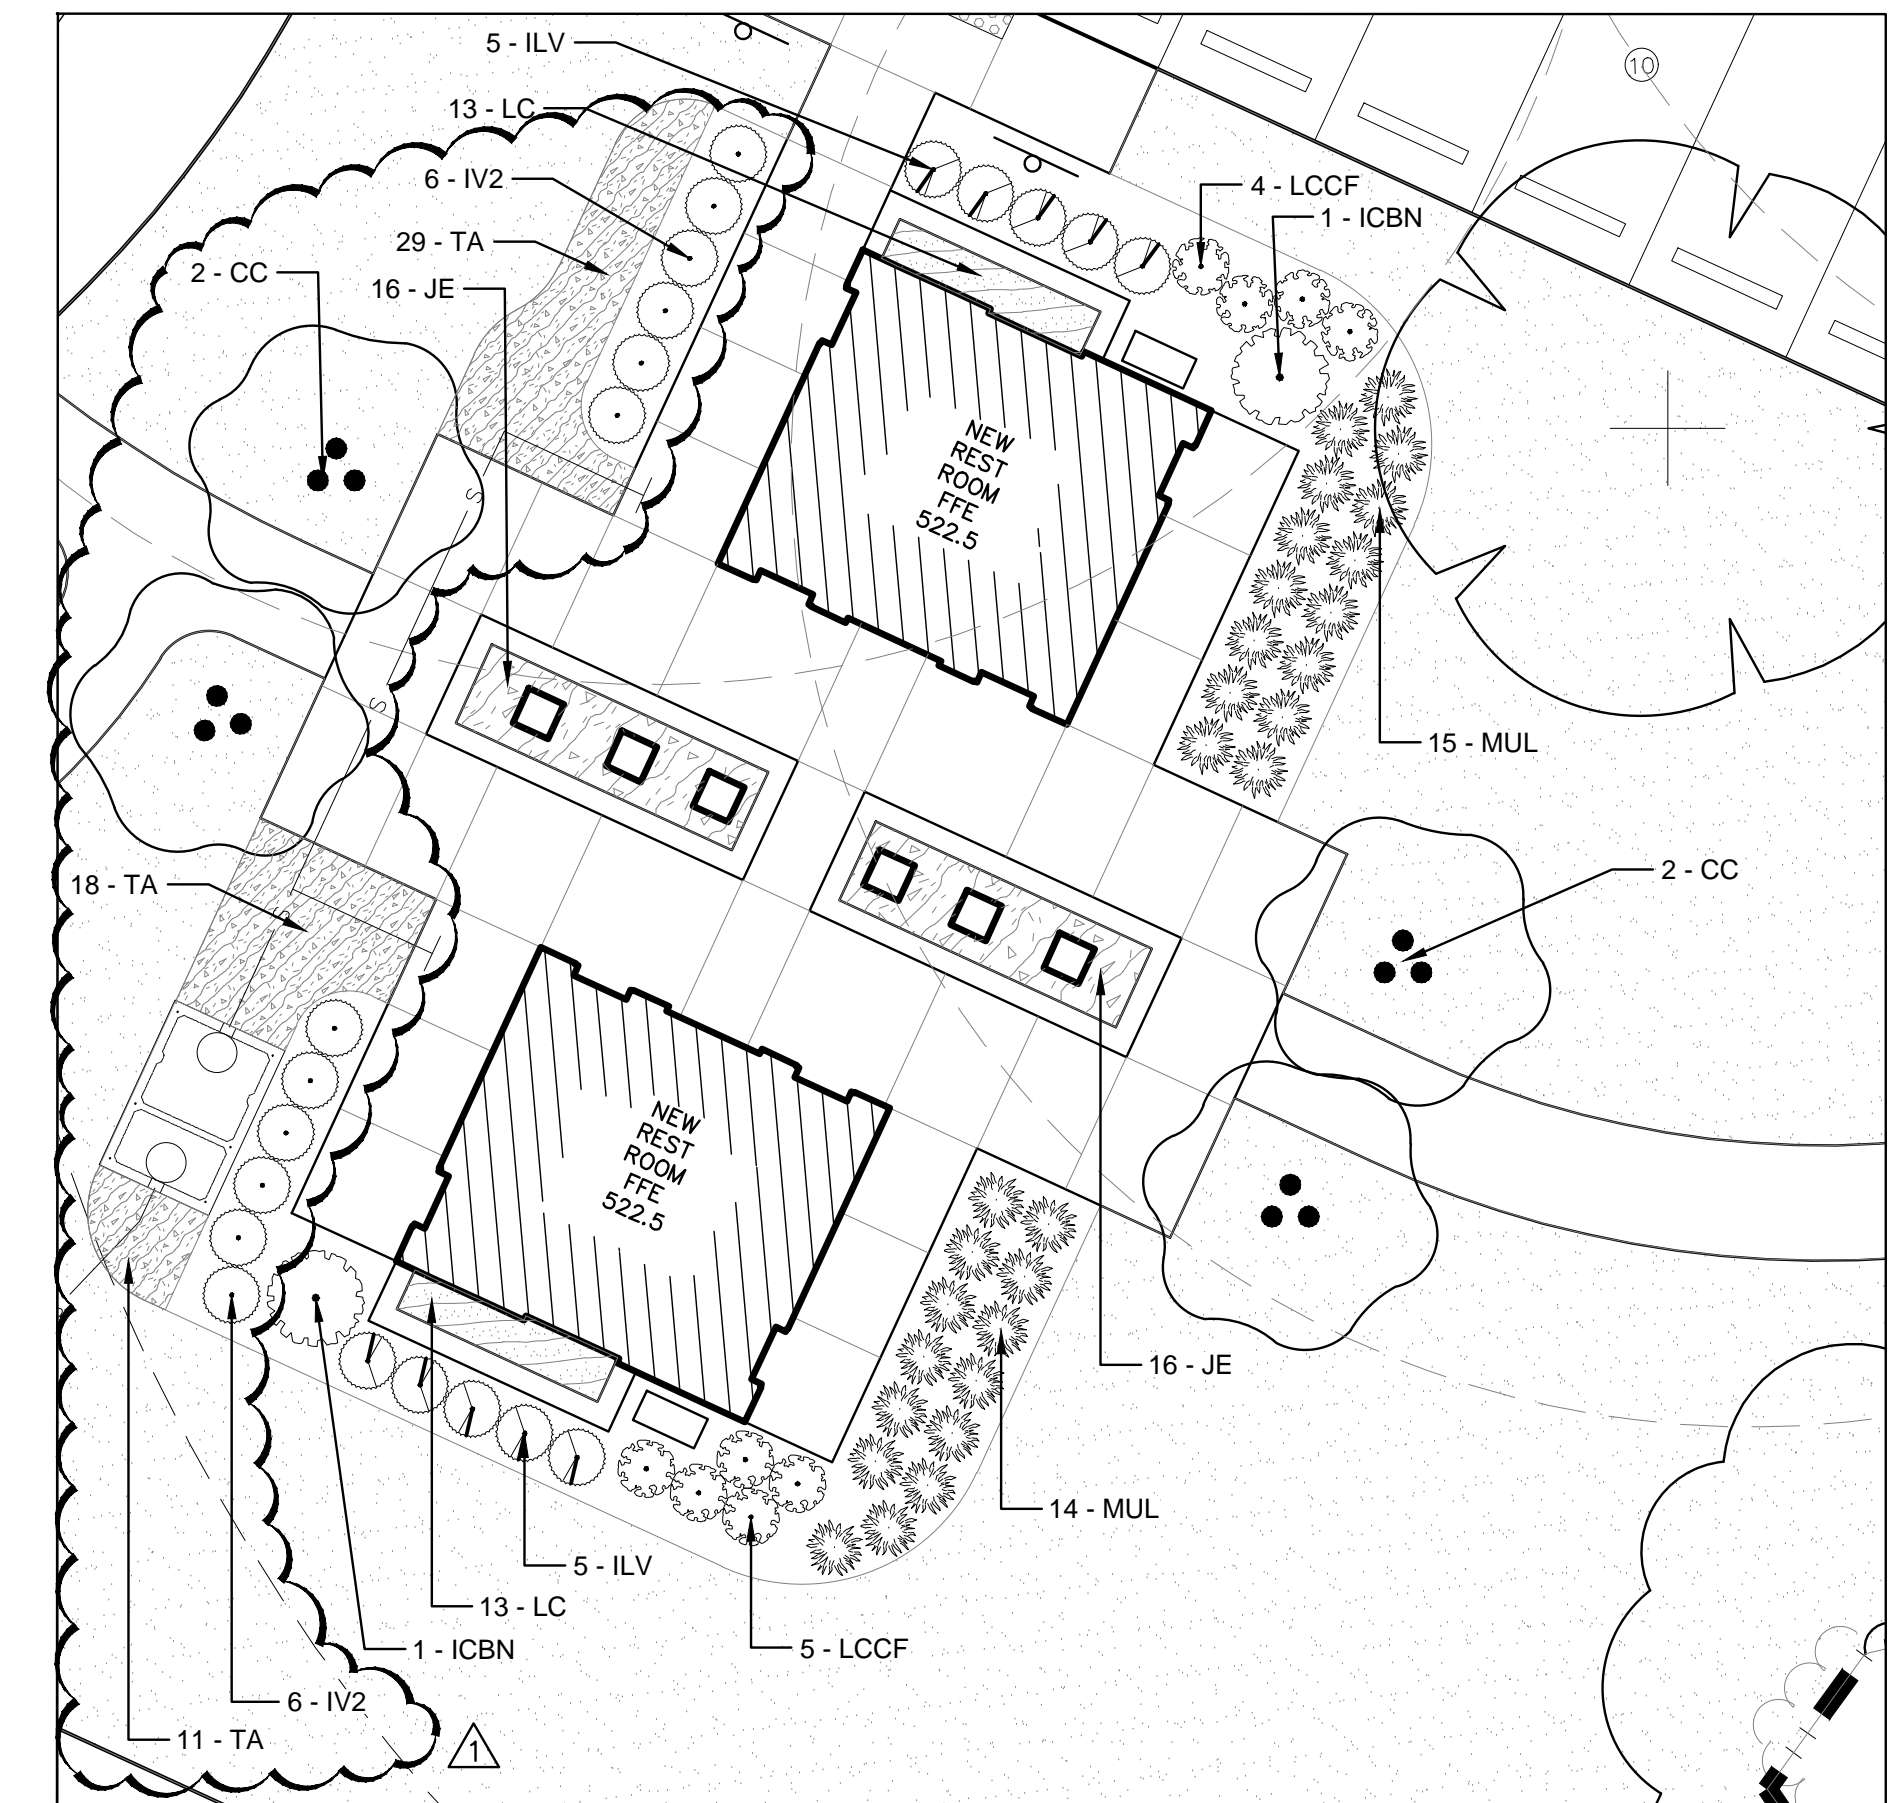 5 - ILV
10
13 - LC
6 - IV2
4 - LCCF
1 - ICBN
29 - TA
2 - CC
16 - JE
NEW
REST
ROOM
FFE
522.5
S
S
15 - MUL
2 - CC
18 - TA
S
NEW
REST
ROOM
FFE
522.5
16 - JE
14 - MUL
5 - ILV
13 - LC
1 - ICBN
5 - LCCF
6 - IV2
11 - TA
1